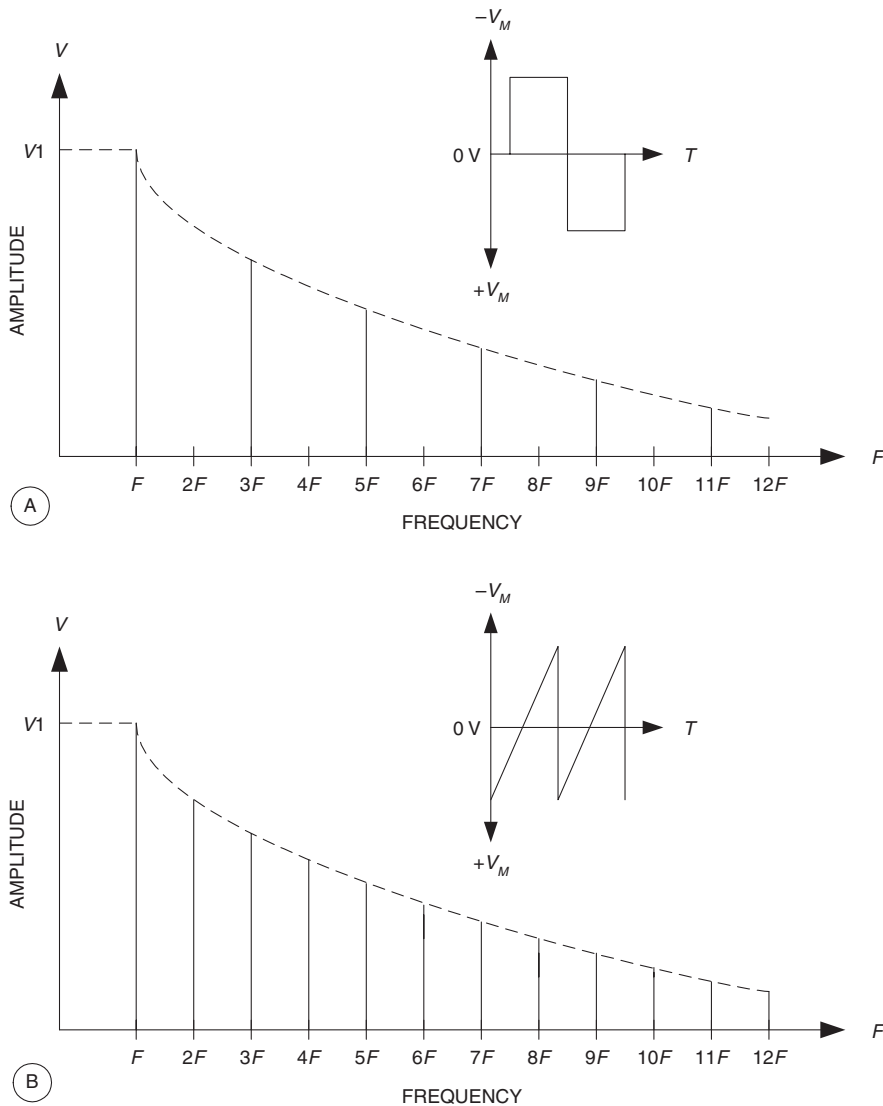 −VM
V
V1
0 V
T
+VM
AMPLITUDE
F
F 2F 3F 4F 5F 6F 7F 8F 9F 10F 11F 12F
A
FREQUENCY
−VM
V
V1
0 V
T
+VM
AMPLITUDE
F
F 2F 3F 4F 5F 6F 7F 8F 9F 10F 11F 12F
B
FREQUENCY